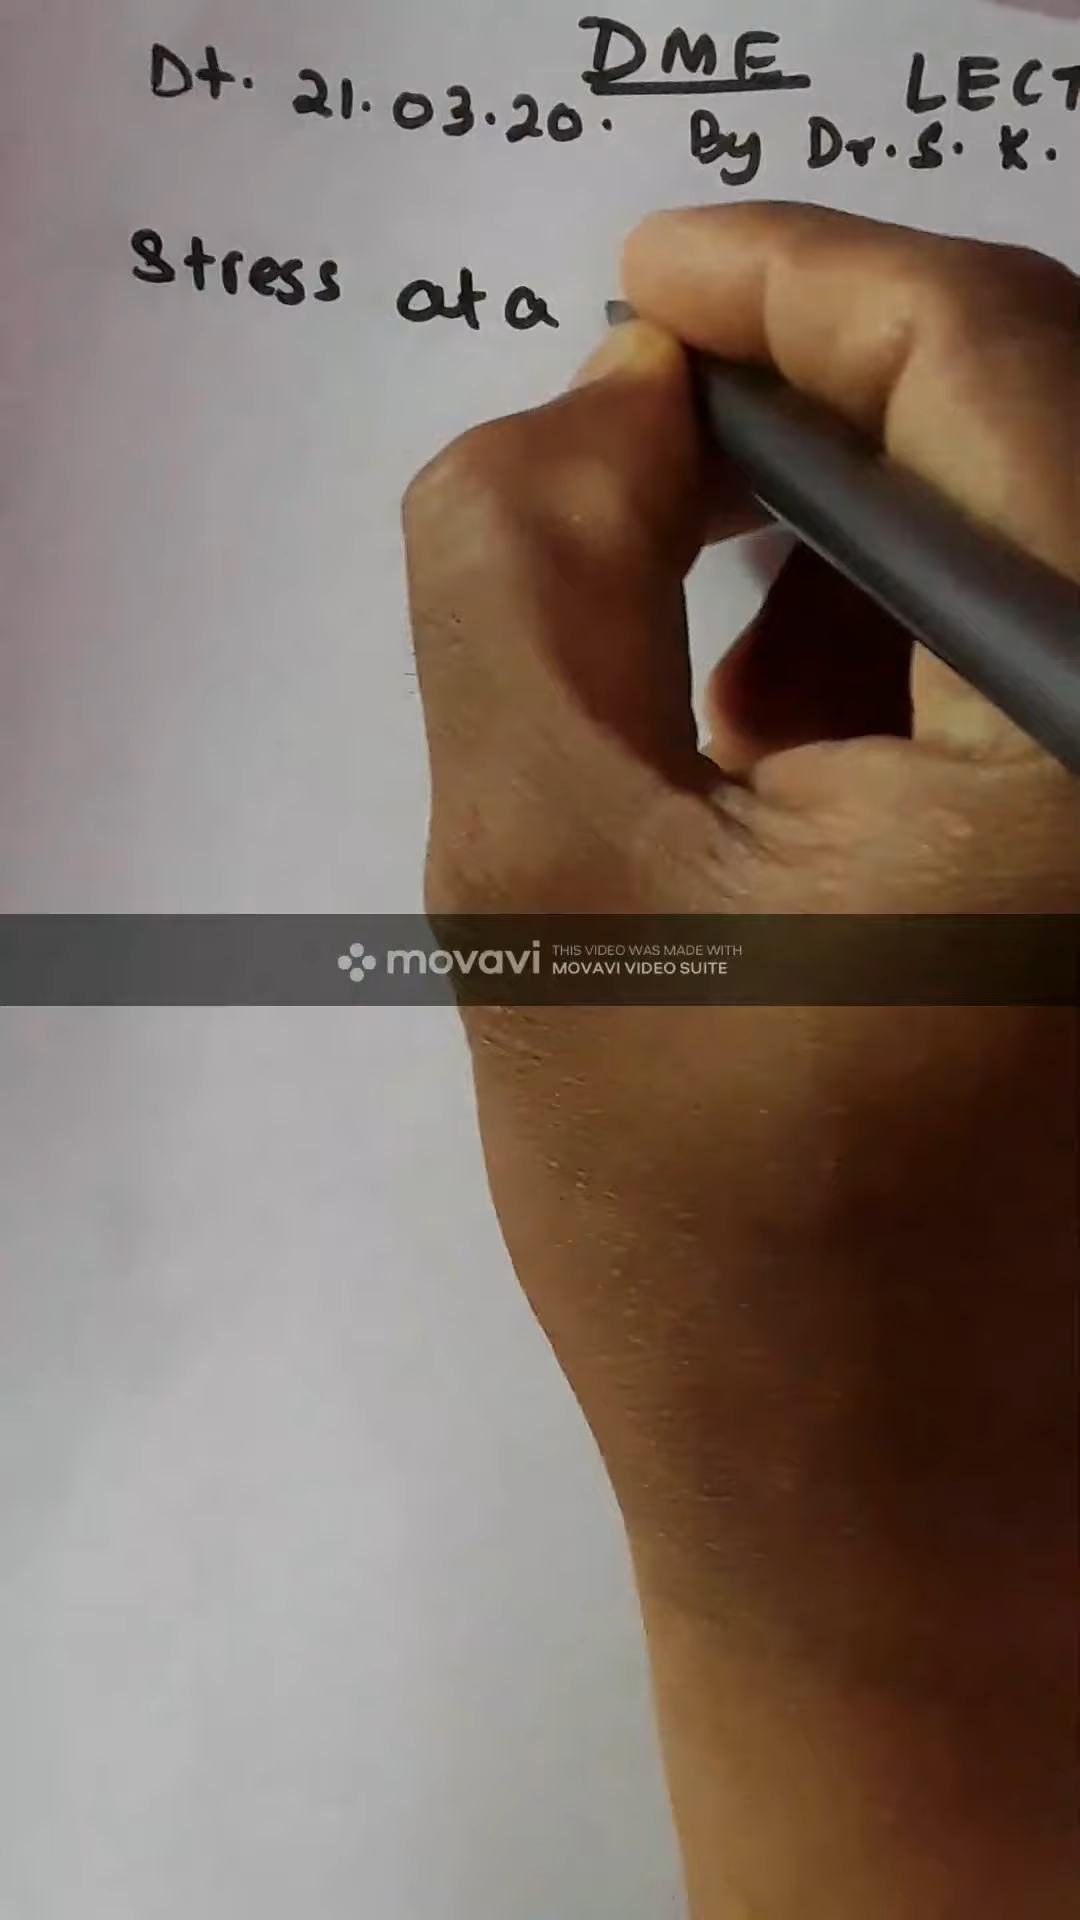 DME LECT
Dt. 21.03.20.
By Dr. S. K.
Stress at a
movavi
THIS VIDEO WAS MADE WITH
MOVAVI VIDEO SUITE